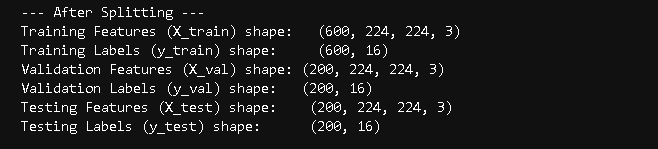 --- After Splitting ---
Training Features (X_train) shape:   (600, 224, 224, 3)
Training Labels (y_train) shape:     (600, 16)
Validation Features (X_val) shape: (200, 224, 224, 3)
Validation Labels (y_val) shape:   (200, 16)
Testing Features (X_test) shape:    (200, 224, 224, 3)
Testing Labels (y_test) shape:      (200, 16)